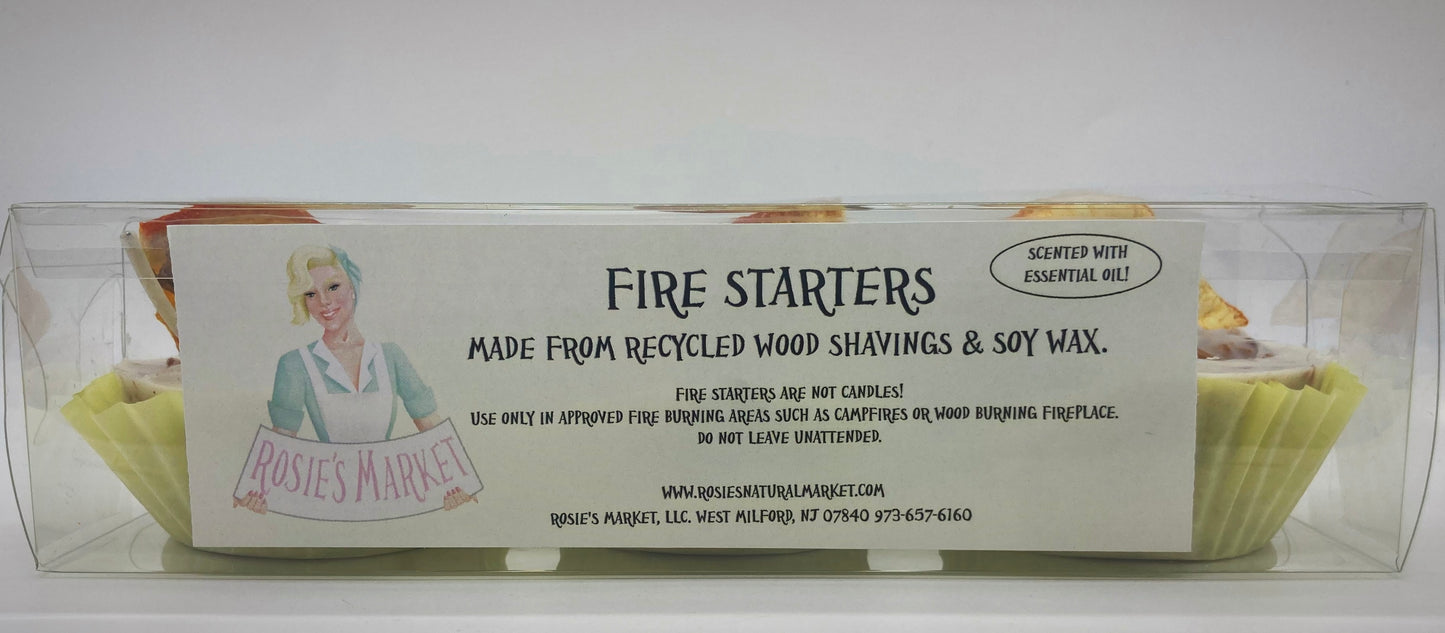 FIRE STARTERS
SCENTED WITH
ESSENTIAL OIL!
MADE FROM RECYCLED WOOD SHAVINGS & SOY WAX.
FIRE STARTERS ARE NOT CANDLES!
USE ONLY IN APPROVED FIRE BURNING AREAS SUCH AS CAMPFIRES OR WOOD BURNING FIREPLACE.
DO NOT LEAVE UNATTENDED.
ROSIE'S MARKET
WWW.ROSIESNATURALMARKET.COM
ROSIE'S MARKET, LLC. WEST MILFORD, NJ 07840 973-657-6160